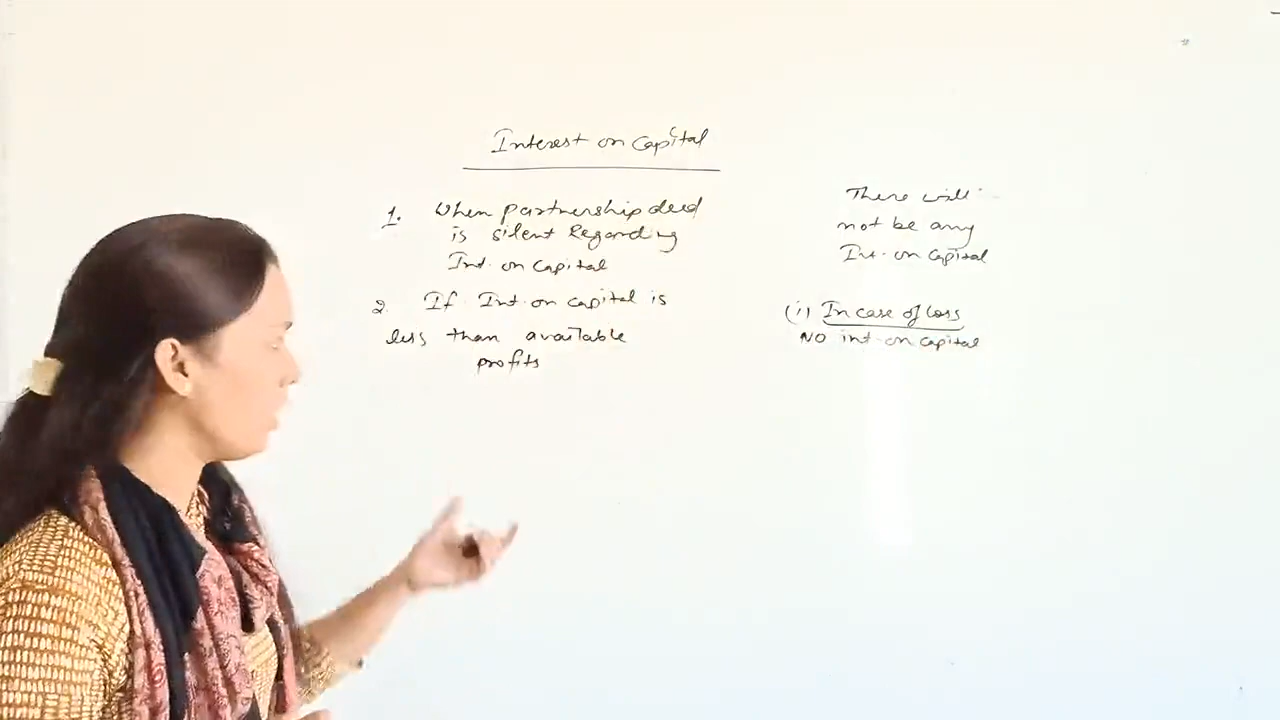 Interest on Capital
1. When partnership deed
is silent Regarding
Int. on Capital
There will
not be any
Int. on Capital
2. If Int. on capital is
less than available
profits
(i) In case of loss
NO int. on capital